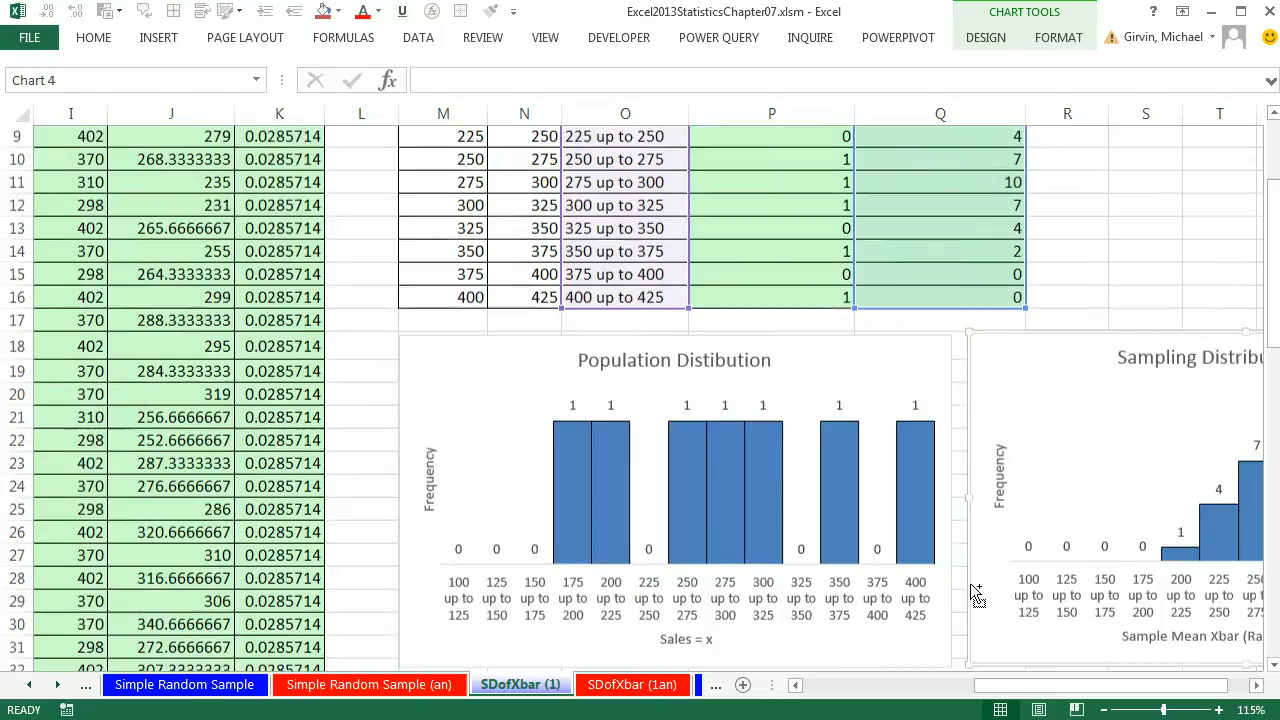 Excel2013StatisticsChapter07.xlsm - Excel
CHART TOOLS
FILE HOME INSERT PAGE LAYOUT FORMULAS DATA REVIEW VIEW DEVELOPER POWER QUERY INQUIRE POWERPIVOT DESIGN FORMAT Girvin, Michael
Chart 4 fx
I J K L M N O P Q R S T
9 402 279 0.0285714 225 250 225 up to 250 0 4
10 370 268.3333333 0.0285714 250 275 250 up to 275 1 7
11 310 235 0.0285714 275 300 275 up to 300 1 10
12 298 231 0.0285714 300 325 300 up to 325 1 7
13 402 265.6666667 0.0285714 325 350 325 up to 350 0 4
14 370 255 0.0285714 350 375 350 up to 375 1 2
15 298 264.3333333 0.0285714 375 400 375 up to 400 0 0
16 402 299 0.0285714 400 425 400 up to 425 1 0
17 370 288.3333333 0.0285714
18 402 295 0.0285714
19 370 284.3333333 0.0285714
20 370 319 0.0285714
21 310 256.6666667 0.0285714
22 298 252.6666667 0.0285714
23 402 287.3333333 0.0285714
24 370 276.6666667 0.0285714
25 298 286 0.0285714
26 402 320.6666667 0.0285714
27 370 310 0.0285714
28 402 316.6666667 0.0285714
29 370 306 0.0285714
30 370 340.6666667 0.0285714
31 298 272.6666667 0.0285714
32 402 307.3333333 0.0285714
Population Distibution
Frequency
1 1 1 1 1 1 1
0 0 0 0 0 0
100 125 150 175 200 225 250 275 300 325 350 375 400
up to up to up to up to up to up to up to up to up to up to up to up to up to
125 150 175 200 225 250 275 300 325 350 375 400 425
Sales = x
Sampling Distribu
Frequency
7
4
1
0 0 0 0
100 125 150 175 200 225 250
up to up to up to up to up to up to up to
125 150 175 200 225 250 275
Sample Mean Xbar (Ra
... Simple Random Sample Simple Random Sample (an) SDofXbar (1) SDofXbar (1an) ...
READY 115%